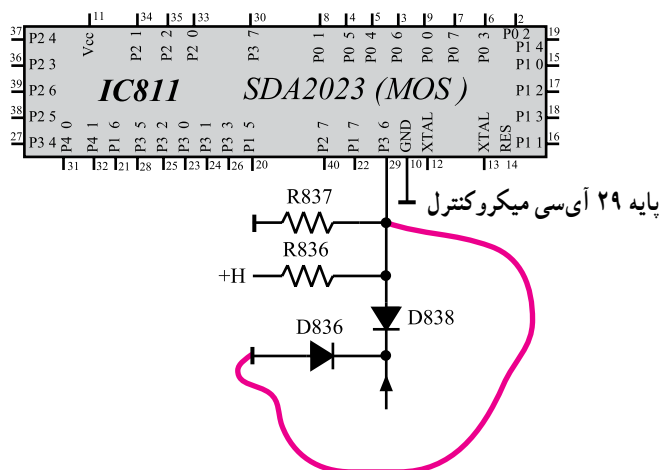 11 34 35 33 30 8 4 5 3 9 7 6 2
37 P2 4 Vcc P2 1 P2 2 P2 0 P3 7 P0 1 P0 5 P0 4 P0 6 P0 0 P0 7 P0 3 P0 2 P1 4 19
36 P2 3 P1 0 15
39 P2 6 IC811 SDA2023 (MOS) P1 2 17
38 P2 5 P1 3 18
27 P3 4 P4 0 P4 1 P1 6 P3 5 P3 2 P3 0 P3 1 P3 3 P1 5 P2 7 P1 7 P3 6 GND XTAL XTAL RES P1 1 16
31 32 21 28 25 23 24 26 20 40 22 29 10 12 13 14
پایه ۲۹ آی‌سی میکروکنترل
R837
R836
+H
D838
D836